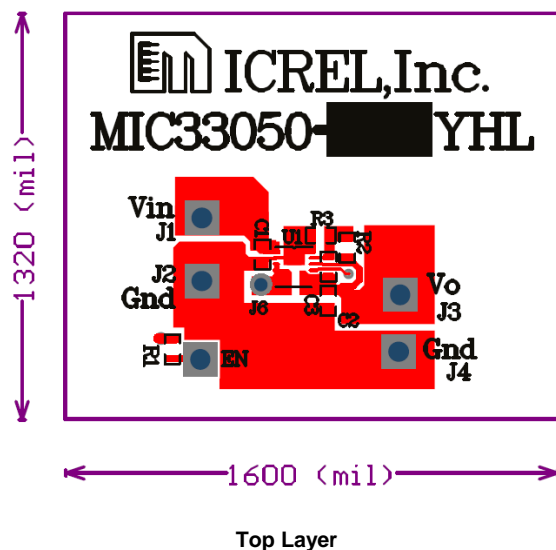 ICREL,Inc.
MIC33050- YHL
Vin
J1
C1
U1
R3
R2
J2
Gnd
J6
C3
C2
Vo
J3
R1
EN
Gnd
J4
1320 (mil)
1600 (mil)
Top Layer